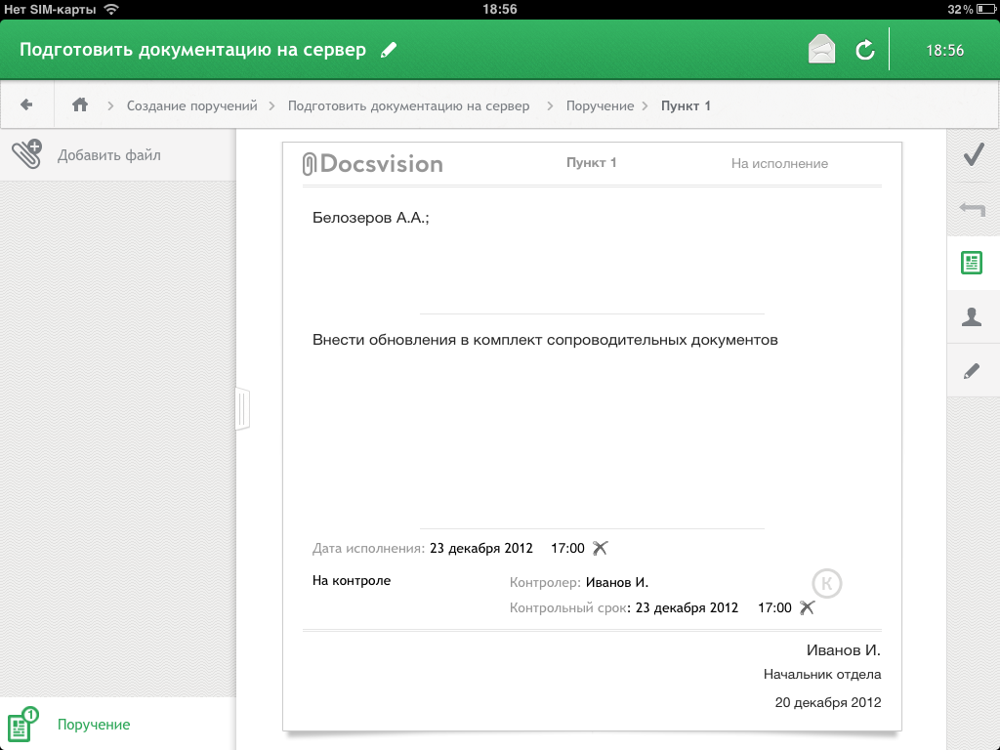 Нет SIM-карты 18:56 32%
Подготовить документацию на сервер 18:56
Создание поручений Подготовить документацию на сервер Поручение Пункт 1
Добавить файл
Docsvision Пункт 1 На исполнение
Белозеров А.А.;
Внести обновления в комплект сопроводительных документов
Дата исполнения: 23 декабря 2012 17:00
На контроле Контролер: Иванов И. К
Контрольный срок: 23 декабря 2012 17:00
Иванов И.
Начальник отдела
20 декабря 2012
1
Поручение